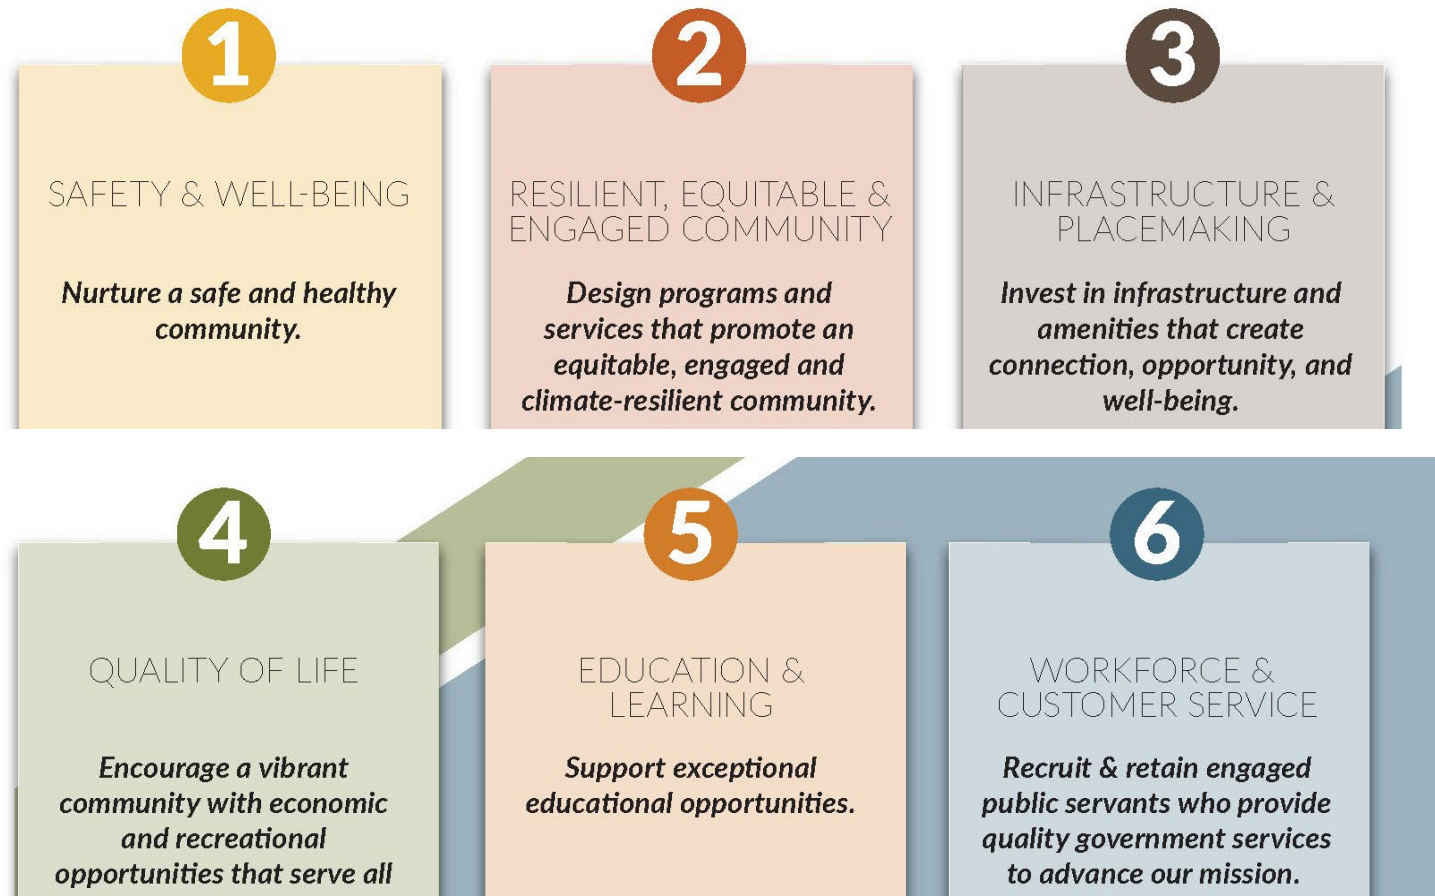 1
SAFETY & WELL-BEING
Nurture a safe and healthy
community.
2
RESILIENT, EQUITABLE &
ENGAGED COMMUNITY
Design programs and
services that promote an
equitable, engaged and
climate-resilient community.
3
INFRASTRUCTURE &
PLACEMAKING
Invest in infrastructure and
amenities that create
connection, opportunity, and
well-being.
4
QUALITY OF LIFE
Encourage a vibrant
community with economic
and recreational
opportunities that serve all
5
EDUCATION &
LEARNING
Support exceptional
educational opportunities.
6
WORKFORCE &
CUSTOMER SERVICE
Recruit & retain engaged
public servants who provide
quality government services
to advance our mission.